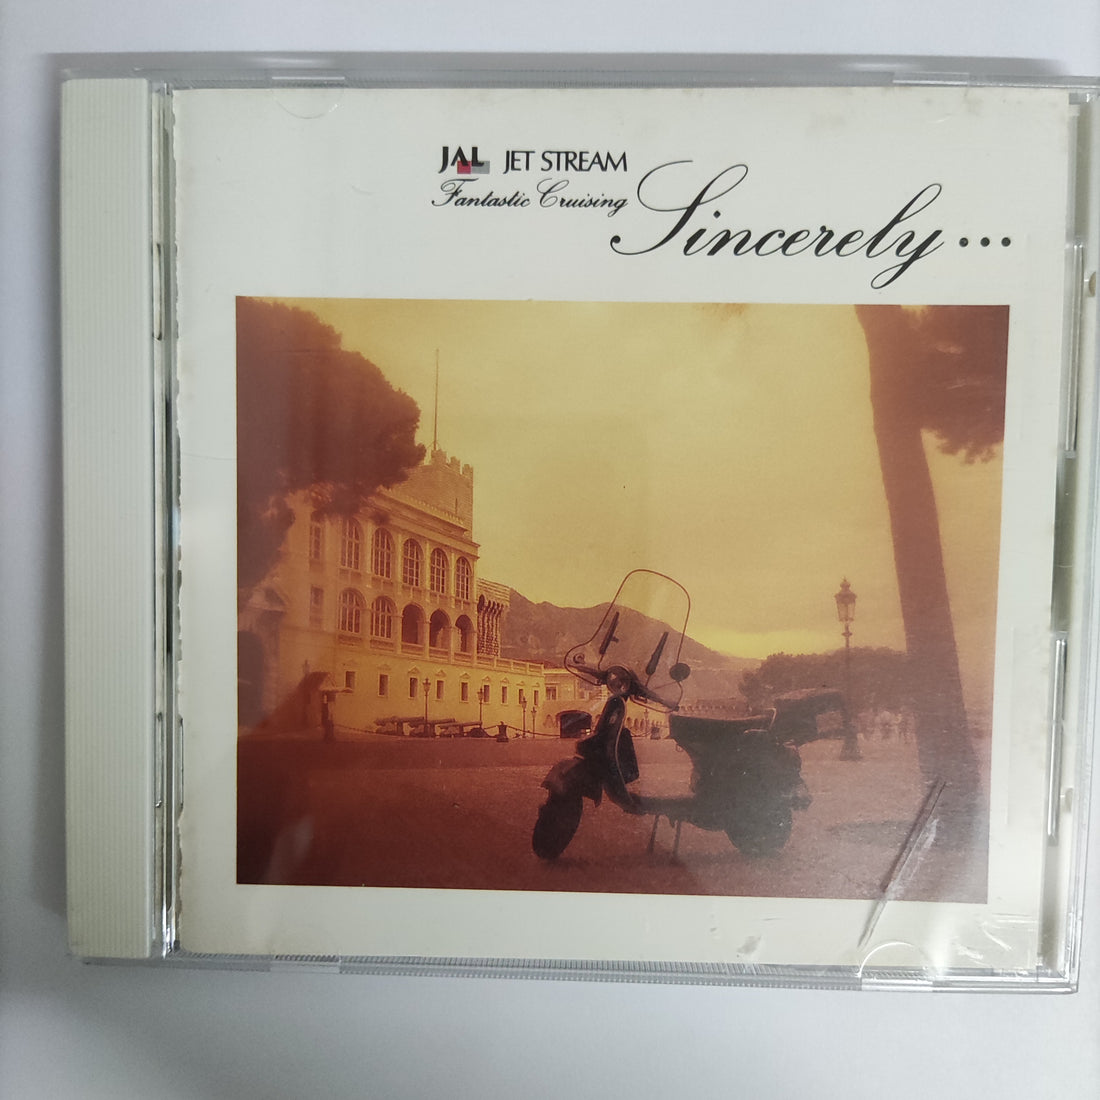 JAL JET STREAM
Fantastic Cruising
Sincerely...